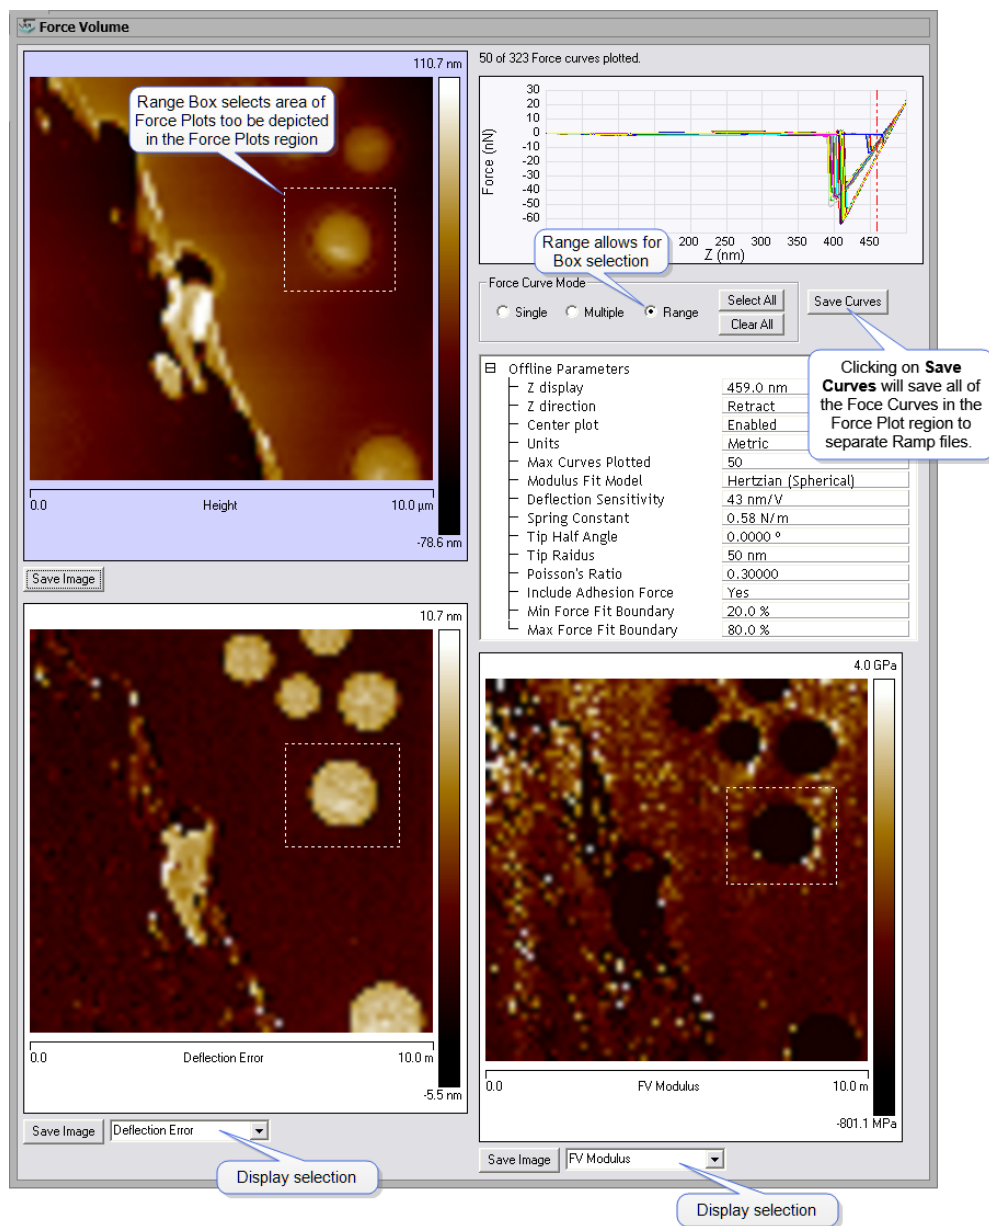 Force Volume
110.7 nm
Range Box selects area of
Force Plots too be depicted
in the Force Plots region
0.0
Height
10.0 µm
-78.6 nm
Save Image
50 of 323 Force curves plotted.
30
20
10
0
-10
-20
-30
-40
-50
-60
Force (nN)
200 250 300 350 400 450
Z (nm)
Range allows for
Box selection
Force Curve Mode
Single
Multiple
Range
Select All
Clear All
Save Curves
Clicking on Save
Curves will save all of
the Foce Curves in the
Force Plot region to
separate Ramp files.
Offline Parameters
Z display 459.0 nm
Z direction Retract
Center plot Enabled
Units Metric
Max Curves Plotted 50
Modulus Fit Model Hertzian (Spherical)
Deflection Sensitivity 43 nm/V
Spring Constant 0.58 N/m
Tip Half Angle 0.0000 º
Tip Raidus 50 nm
Poisson's Ratio 0.30000
Include Adhesion Force Yes
Min Force Fit Boundary 20.0 %
Max Force Fit Boundary 80.0 %
10.7 nm
0.0
Deflection Error
10.0 m
-5.5 nm
Save Image
Deflection Error
Display selection
4.0 GPa
0.0
FV Modulus
10.0 m
-801.1 MPa
Save Image
FV Modulus
Display selection